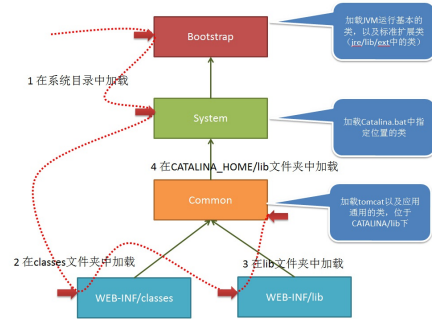 加载JVM运行基本的
类，以及标准扩展类
（jre/lib/ext中的类）
Bootstrap
1 在系统目录中加载
System
加载Catalina.bat中指
定位置的类
4 在CATALINA_HOME/lib文件夹中加载
Common
加载tomcat以及应用
通用的类，位于
CATALINA/lib下
2 在classes文件夹中加载
3 在lib文件夹中加载
WEB-INF/classes
WEB-INF/lib